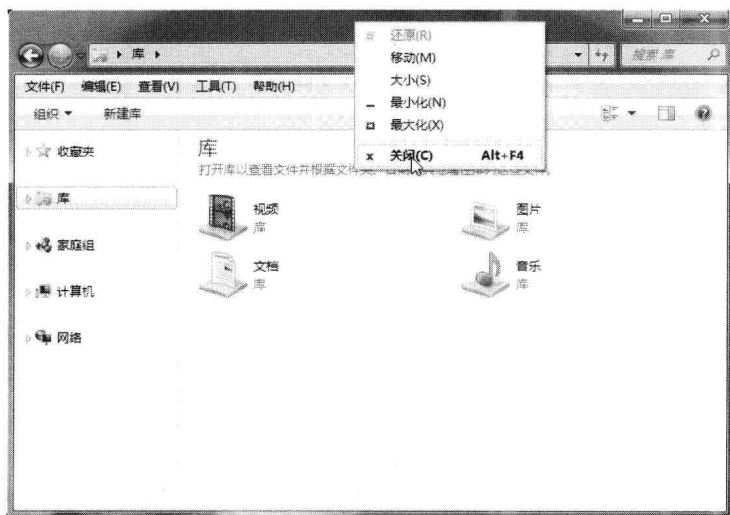 还原(R)
移动(M)
大小(S)
最小化(N)
最大化(X)
关闭(C) Alt+F4
库
搜索 库
文件(F) 编辑(E) 查看(V) 工具(T) 帮助(H)
组织 新建库
收藏夹
库
家庭组
计算机
网络
库
打开库以查看文件并根据文件夹、
视频
库
图片
库
文档
库
音乐
库